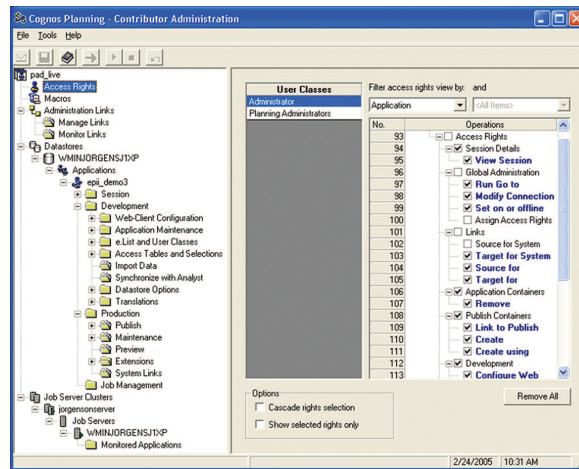 Cognos Planning - Contributor Administration
File Tools Help
pad_live
Access Rights
Macros
Administration Links
Manage Links
Monitor Links
Datastores
WMINJORGENSJ1XP
Applications
epii_demo3
Session
Development
Web-Client Configuration
Application Maintenance
e.List and User Classes
Access Tables and Selections
Import Data
Synchronize with Analyst
Datastore Options
Translations
Production
Publish
Maintenance
Preview
Extensions
System Links
Job Management
Job Server Clusters
jorgensonserver
Job Servers
WMINJORGENSJ1XP
Monitored Applications
User Classes
Administrator
Planning Administrators
Filter access rights view by: and
Application <All Items>
No. Operations
93 Access Rights
94 Session Details
95 View Session
96 Global Administration
97 Run Go to
98 Modify Connection
99 Set on or offline
100 Assign Access Rights
101 Links
102 Source for System
103 Target for System
104 Source for
105 Target for
106 Application Containers
107 Remove
108 Publish Containers
109 Link to Publish
110 Create
111 Create using
112 Development
113 Configure Web
Options
Cascade rights selection
Show selected rights only
Remove All
2/24/2005 10:31 AM